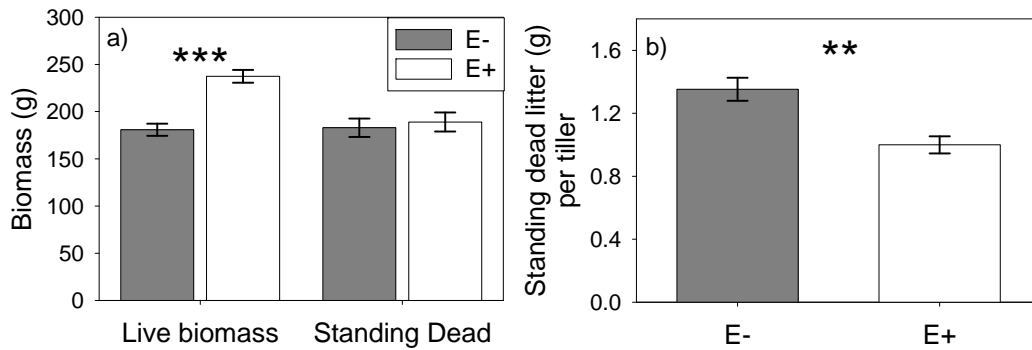 a)
Biomass (g)
300
250
200
150
100
50
0
***
E-
E+
Live biomass
Standing Dead
b)
Standing dead litter (g)
per tiller
1.6
1.2
0.8
0.4
0.0
**
E-
E+